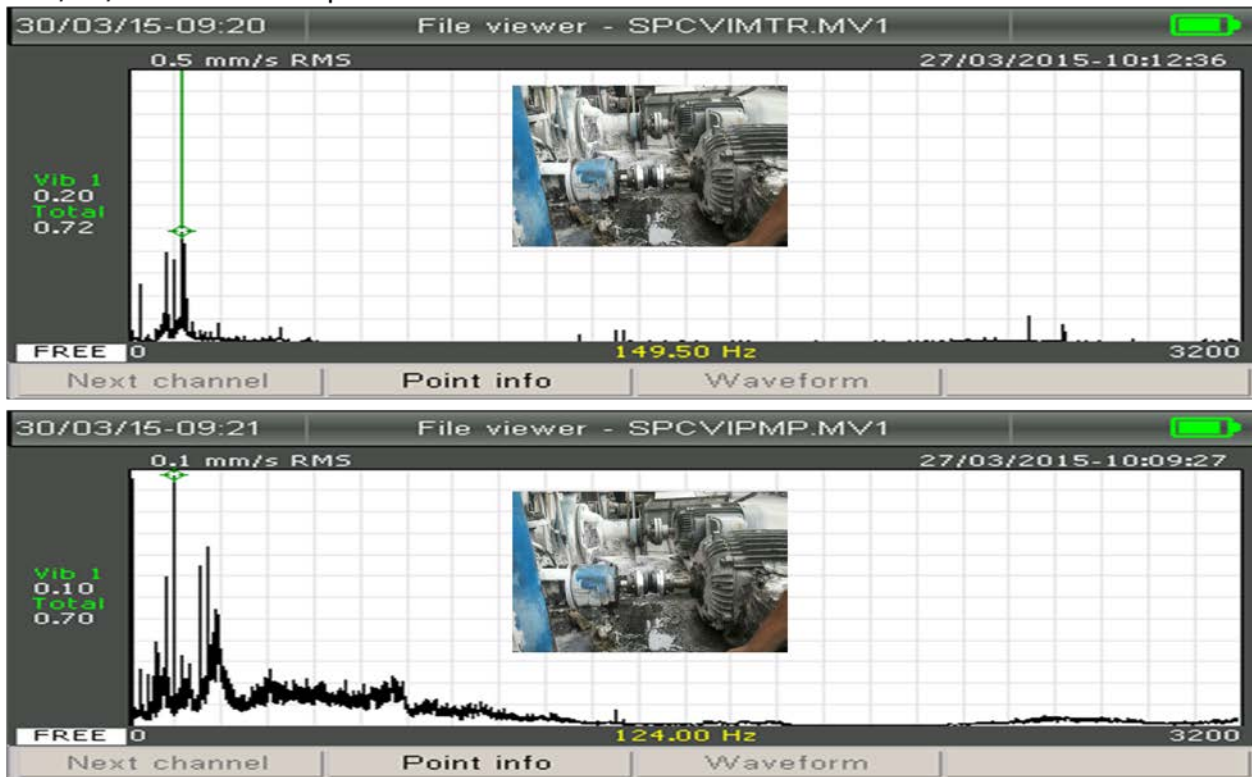 30/03/15-09:20 File viewer - SPCVIMTR.MV1
0.5 mm/s RMS 27/03/2015-10:12:36
Vib 1
0.20
Total
0.72
FREE 0 149.50 Hz 3200
Next channel Point info Waveform
30/03/15-09:21 File viewer - SPCVIPMP.MV1
0.1 mm/s RMS 27/03/2015-10:09:27
Vib 1
0.10
Total
0.70
FREE 0 124.00 Hz 3200
Next channel Point info Waveform